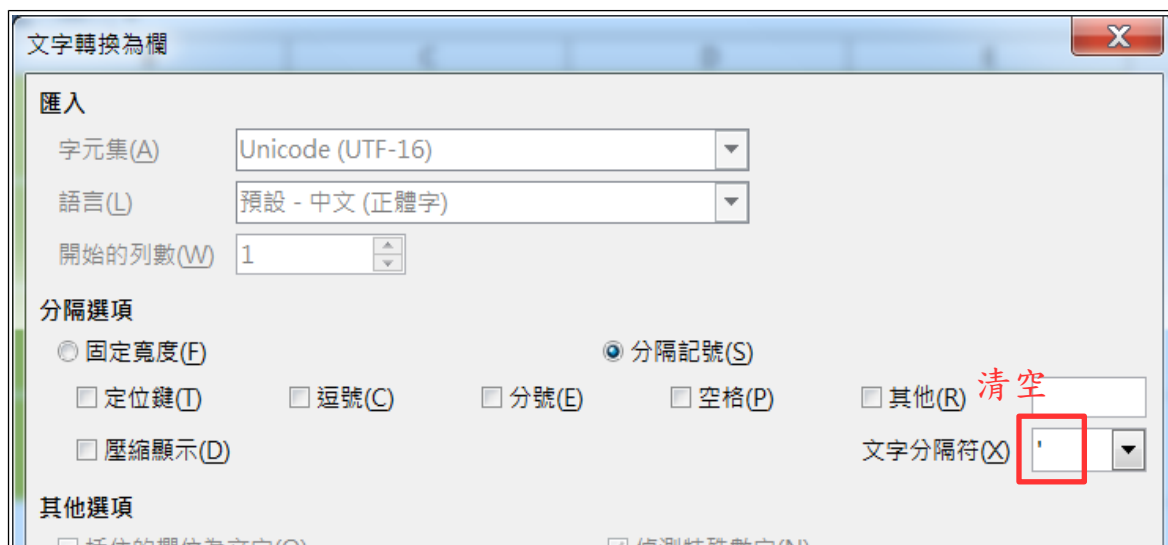 文字轉換為欄
匯入
字元集(A) Unicode (UTF-16)
語言(L) 預設 - 中文 (正體字)
開始的列數(W) 1
分隔選項
固定寬度(F) 分隔記號(S)
清空
定位鍵(T) 逗號(C) 分號(E) 空格(P) 其他(R)
壓縮顯示(D) 文字分隔符(X) '
其他選項